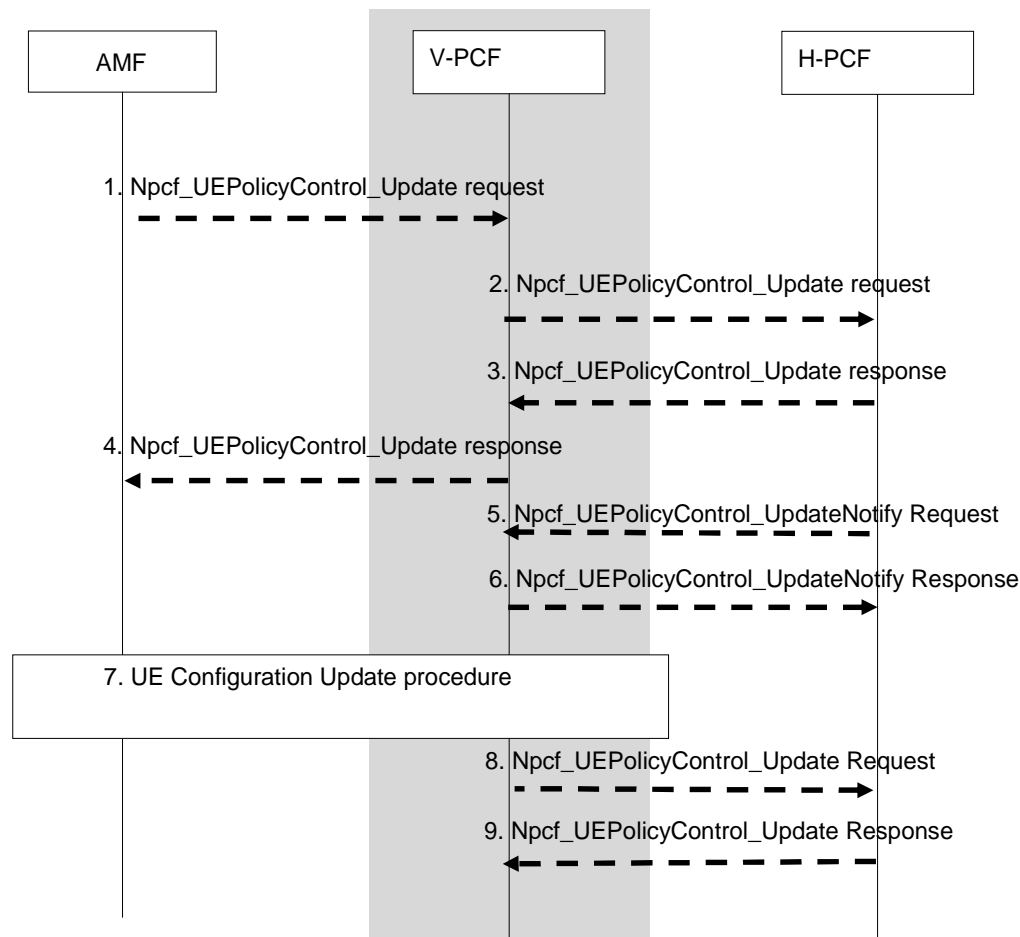 AMF
V-PCF
H-PCF
1. Npcf_UEPolicyControl_Update request
2. Npcf_UEPolicyControl_Update request
3. Npcf_UEPolicyControl_Update response
4. Npcf_UEPolicyControl_Update response
5. Npcf_UEPolicyControl_UpdateNotify Request
6. Npcf_UEPolicyControl_UpdateNotify Response
7. UE Configuration Update procedure
8. Npcf_UEPolicyControl_Update Request
9. Npcf_UEPolicyControl_Update Response